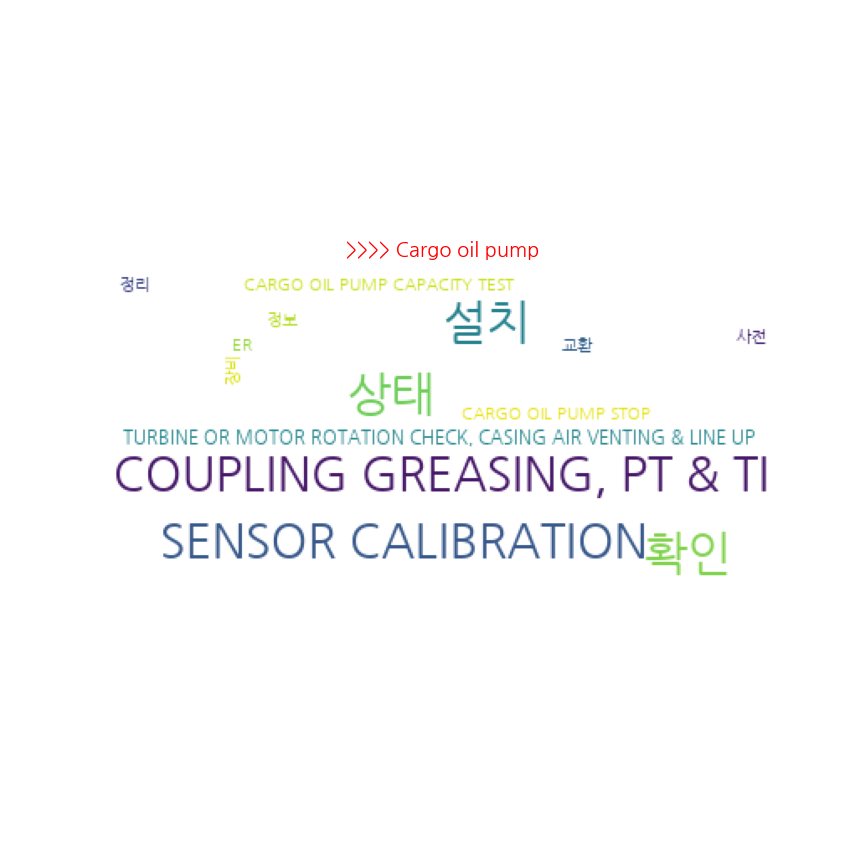 >>>> Cargo oil pump
정리
CARGO OIL PUMP CAPACITY TEST
정보
설치
사전
ER
교환
장비
상태
CARGO OIL PUMP STOP
TURBINE OR MOTOR ROTATION CHECK, CASING AIR VENTING & LINE UP
COUPLING GREASING, PT & TI
SENSOR CALIBRATION
확인